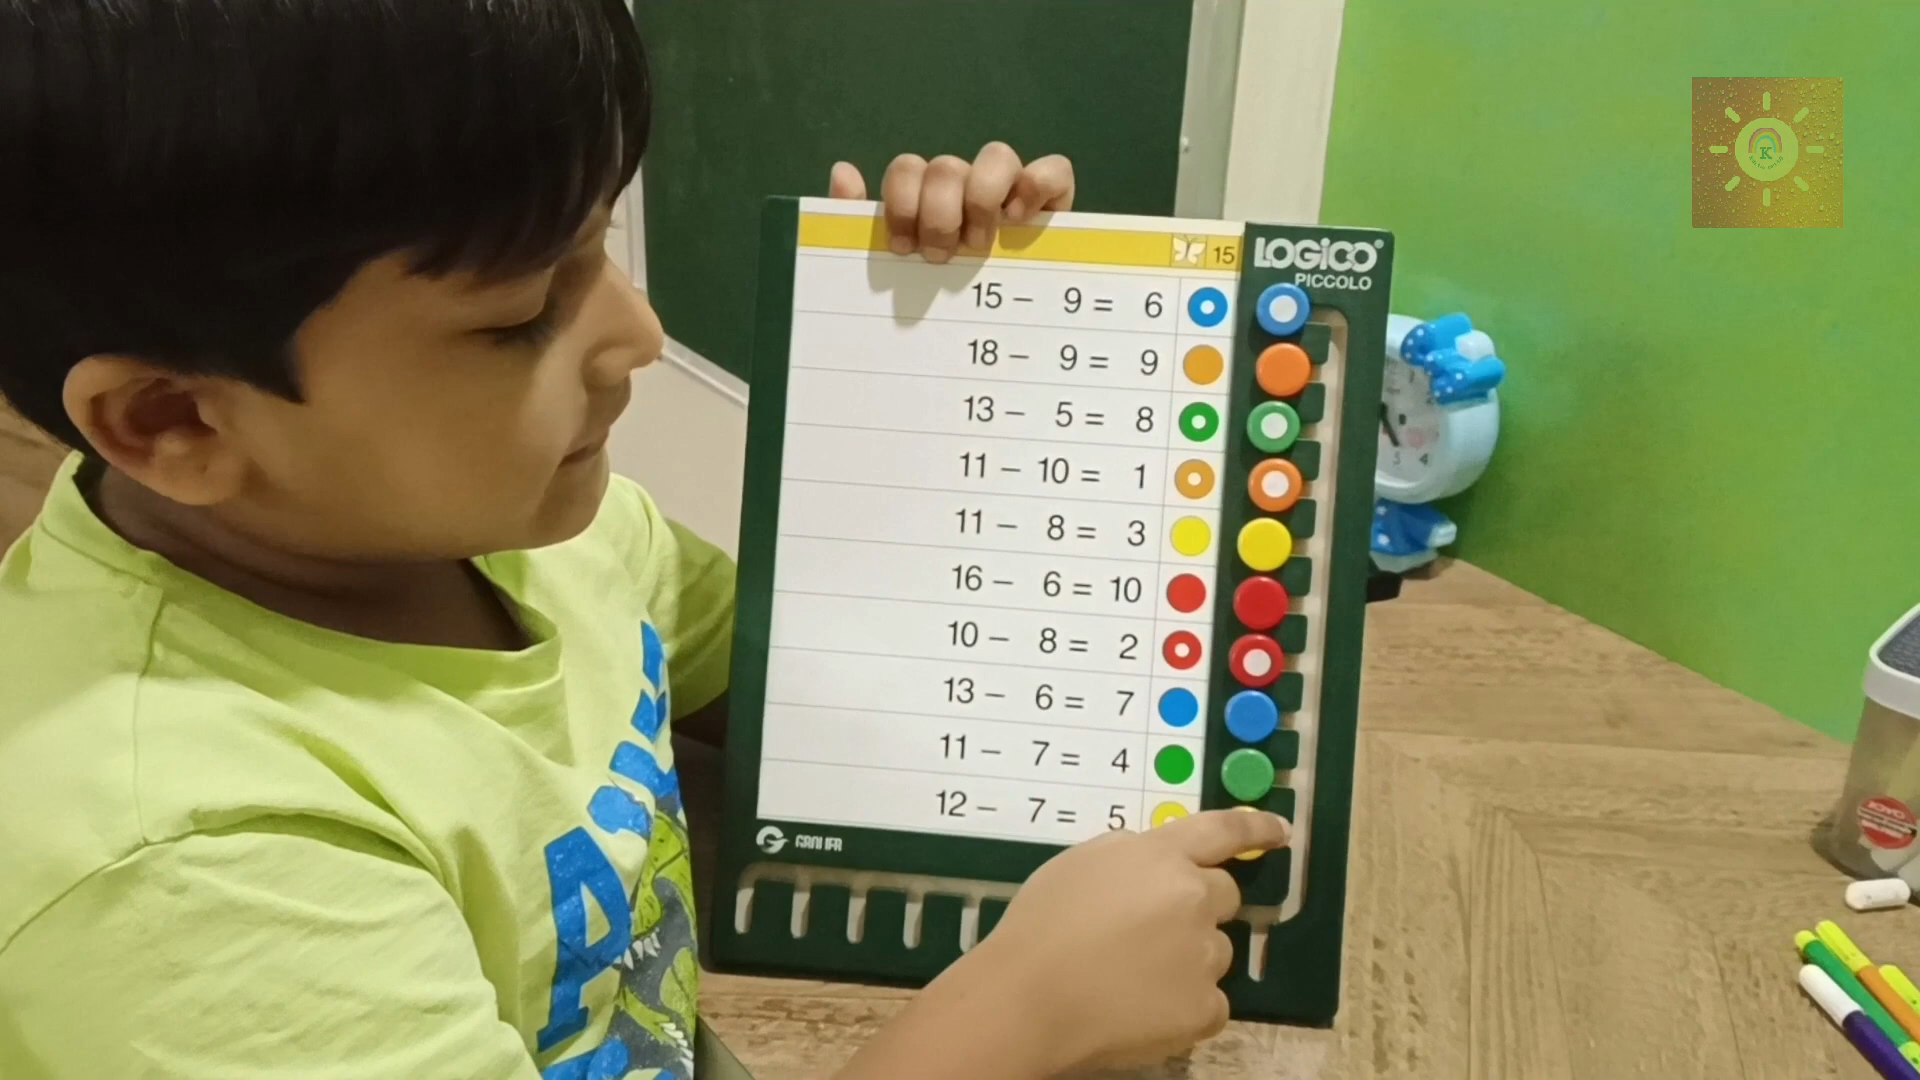 15
LOGiCO®
PICCOLO
15 – 9 = 6
18 – 9 = 9
13 – 5 = 8
11 – 10 = 1
11 – 8 = 3
16 – 6 = 10
10 – 8 = 2
13 – 6 = 7
11 – 7 = 4
12 – 7 = 5
K